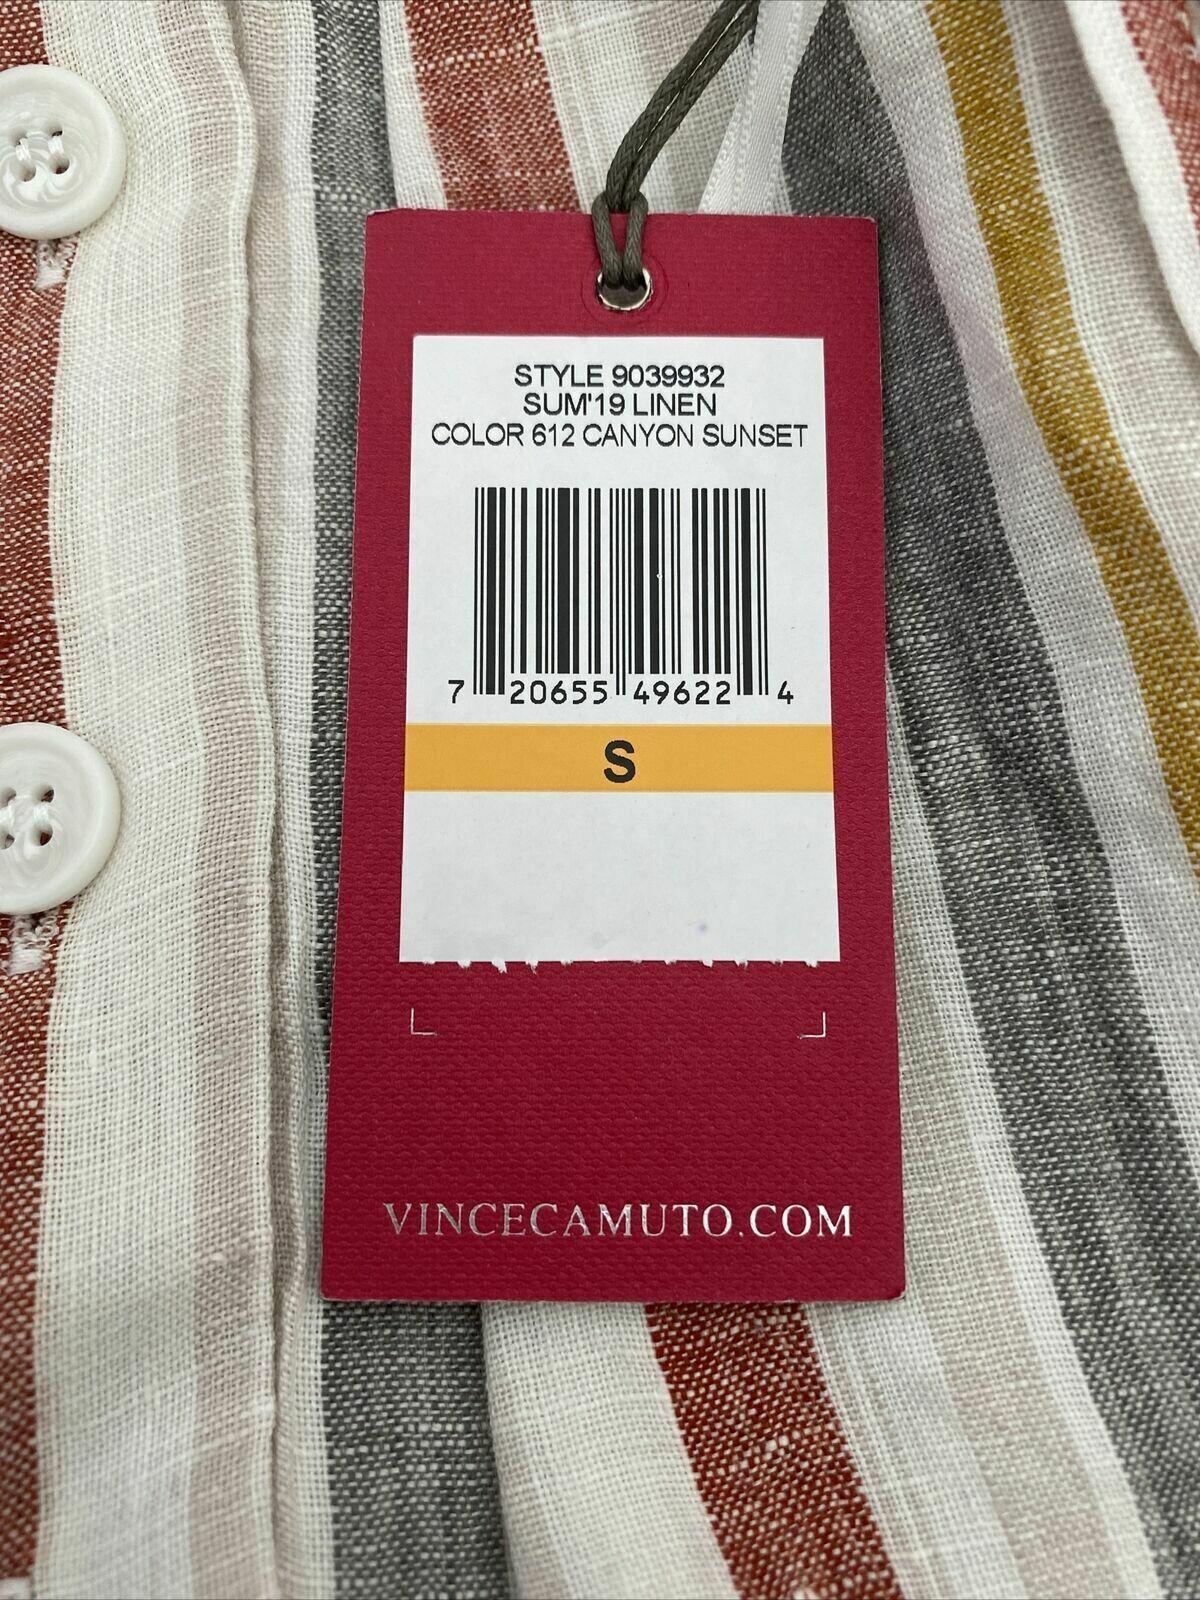 STYLE 9039932
SUM'19 LINEN
COLOR 612 CANYON SUNSET
7 20655 49622 4
S
VINCECAMUTO.COM